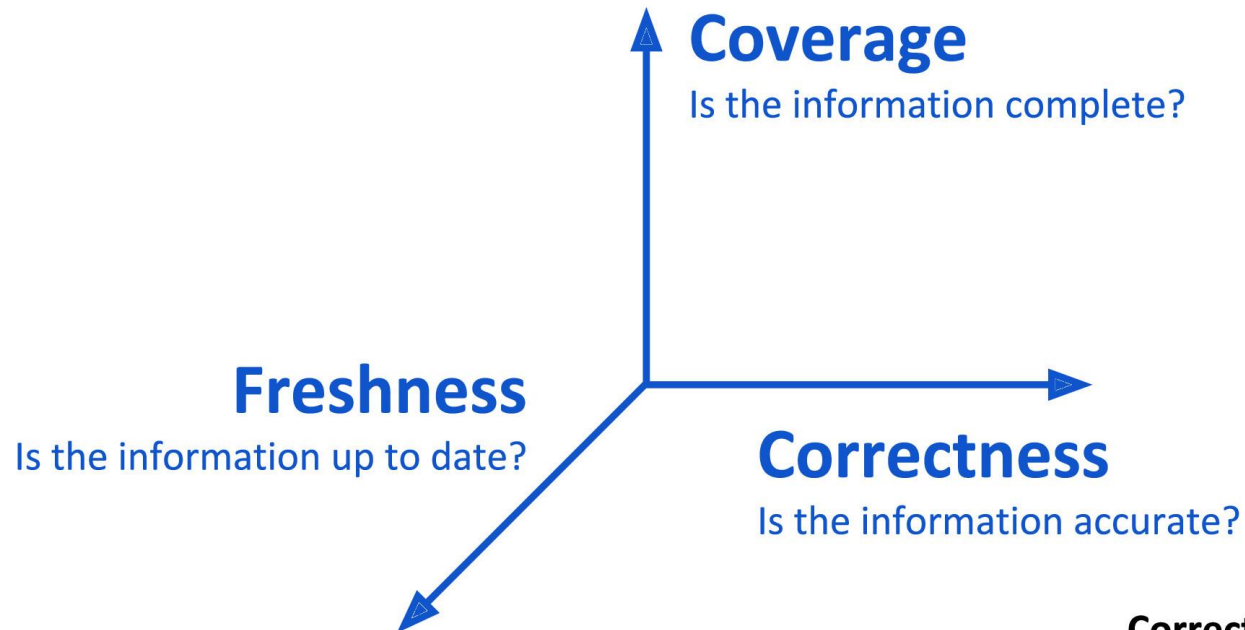 Coverage
Is the information complete?
Freshness
Is the information up to date?
Correctness
Is the information accurate?